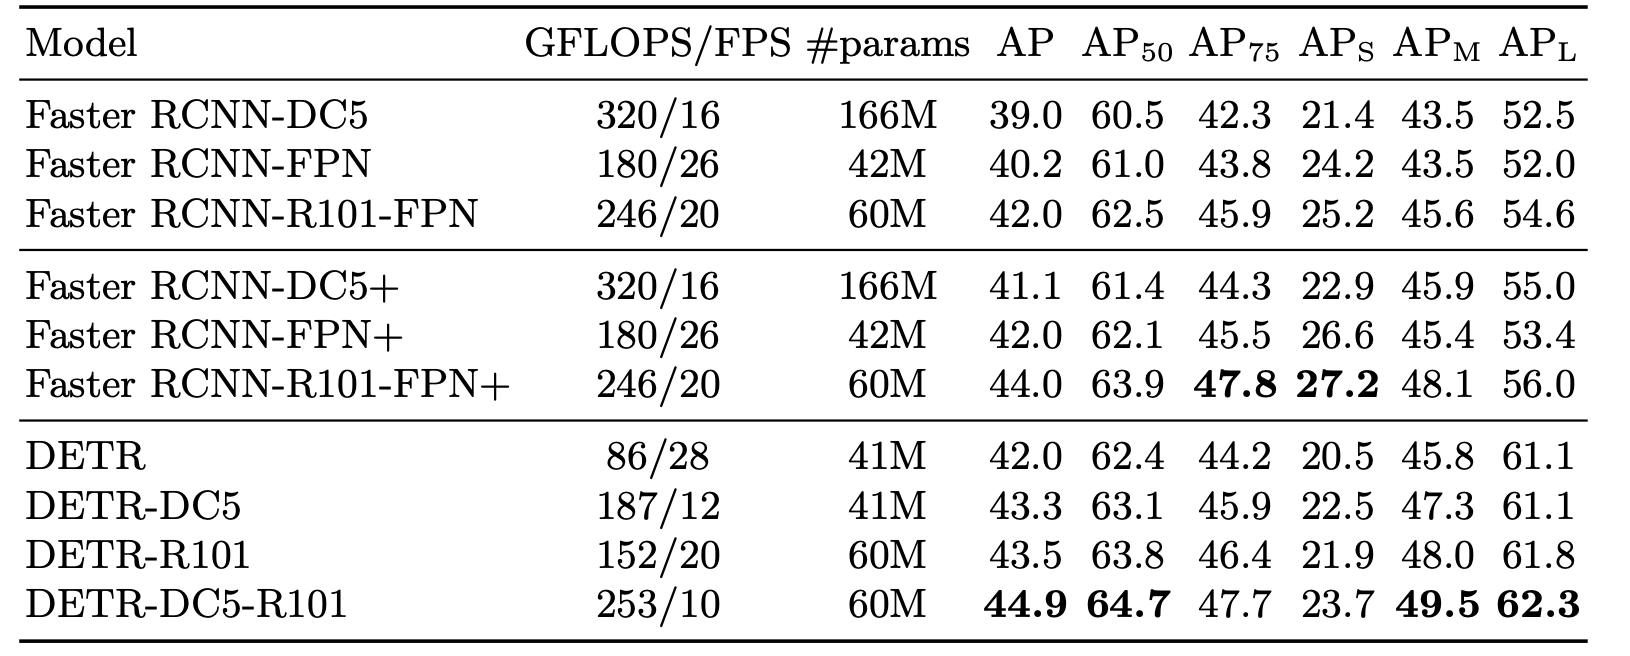 Model GFLOPS/FPS #params AP AP50 AP75 APS APM APL
Faster RCNN-DC5 320/16 166M 39.0 60.5 42.3 21.4 43.5 52.5
Faster RCNN-FPN 180/26 42M 40.2 61.0 43.8 24.2 43.5 52.0
Faster RCNN-R101-FPN 246/20 60M 42.0 62.5 45.9 25.2 45.6 54.6
Faster RCNN-DC5+ 320/16 166M 41.1 61.4 44.3 22.9 45.9 55.0
Faster RCNN-FPN+ 180/26 42M 42.0 62.1 45.5 26.6 45.4 53.4
Faster RCNN-R101-FPN+ 246/20 60M 44.0 63.9 47.8 27.2 48.1 56.0
DETR 86/28 41M 42.0 62.4 44.2 20.5 45.8 61.1
DETR-DC5 187/12 41M 43.3 63.1 45.9 22.5 47.3 61.1
DETR-R101 152/20 60M 43.5 63.8 46.4 21.9 48.0 61.8
DETR-DC5-R101 253/10 60M 44.9 64.7 47.7 23.7 49.5 62.3